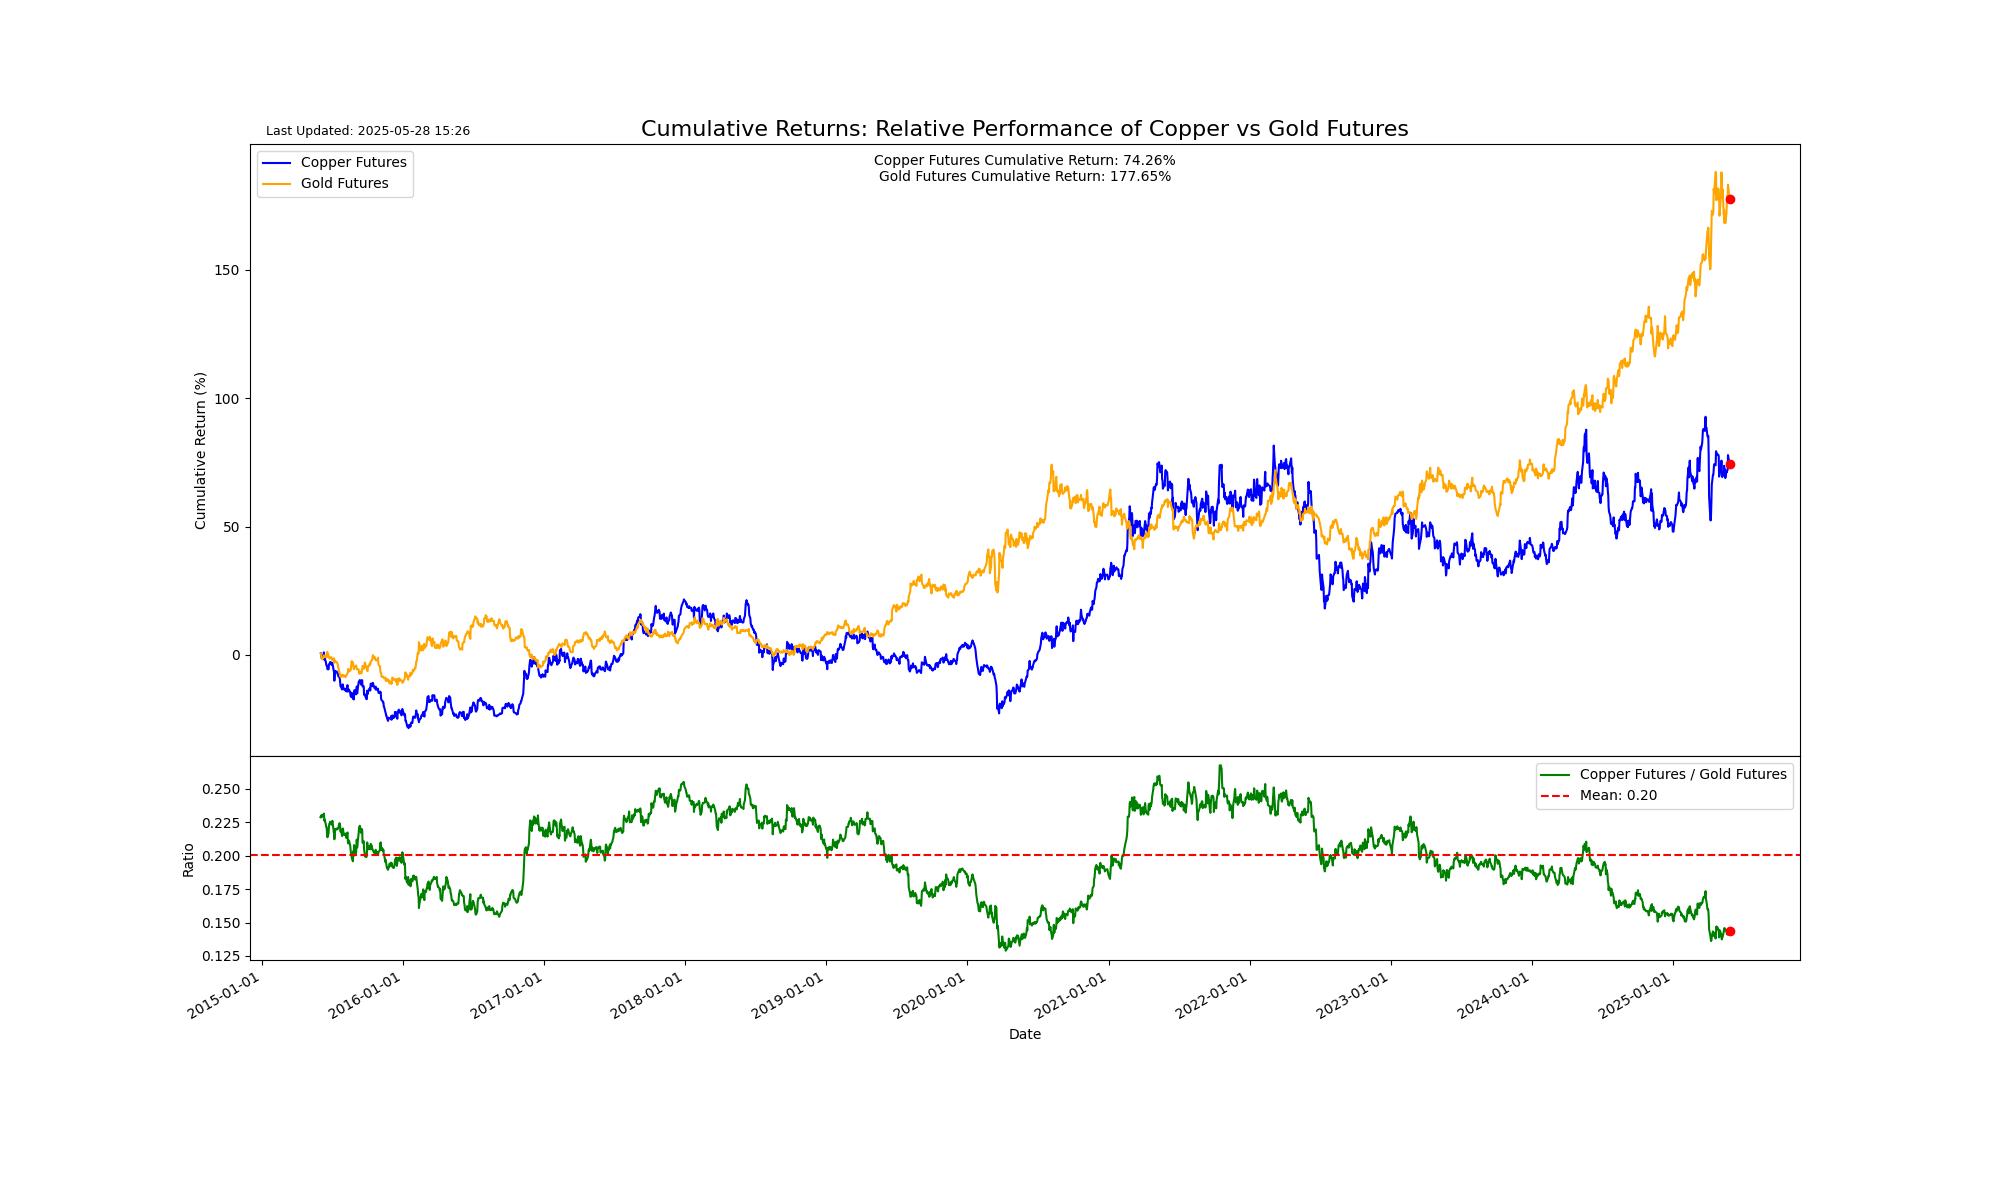 Last Updated: 2025-05-28 15:26
Cumulative Returns: Relative Performance of Copper vs Gold Futures
Copper Futures
Gold Futures
Copper Futures Cumulative Return: 74.26%
Gold Futures Cumulative Return: 177.65%
Cumulative Return (%)
150
100
50
0
Copper Futures / Gold Futures
Mean: 0.20
Ratio
0.250
0.225
0.200
0.175
0.150
0.125
2015-01-01
2016-01-01
2017-01-01
2018-01-01
2019-01-01
2020-01-01
2021-01-01
2022-01-01
2023-01-01
2024-01-01
2025-01-01
Date